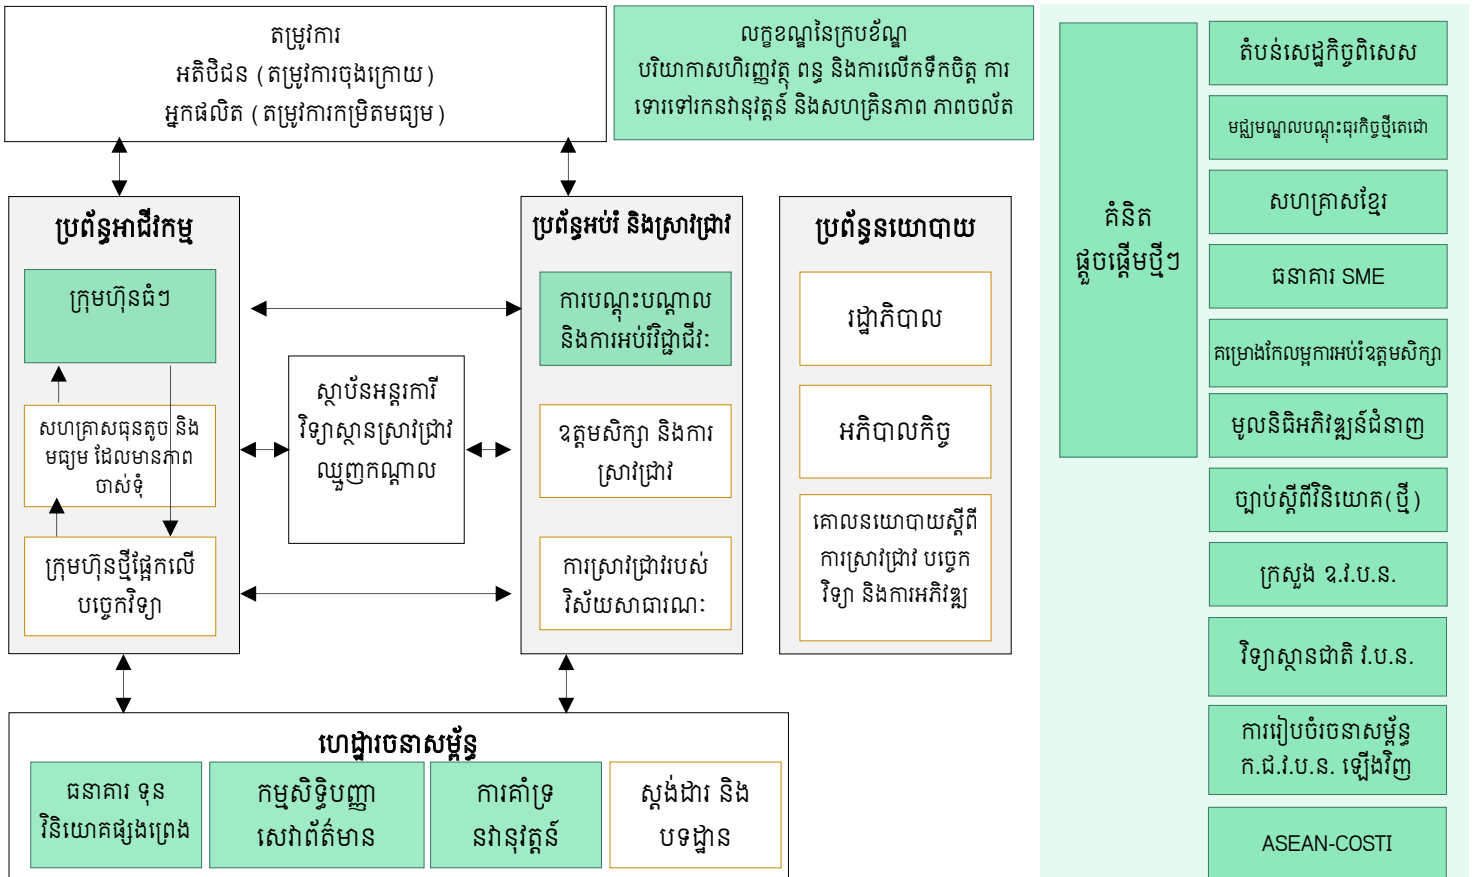 តម្រូវការ
អតិថិជន (តម្រូវការចុងក្រោយ)
អ្នកផលិត (តម្រូវការកម្រិតមធ្យម)
លក្ខខណ្ឌនៃក្របខ័ណ្ឌ
បរិយាកាសហិរញ្ញវត្ថុ ពន្ធ និងការលើកទឹកចិត្ត ការ
ទោរទៅរកនវានុវត្តន៍ និងសហគ្រិនភាព ភាពចល័ត
ប្រព័ន្ធអាជីវកម្ម
ក្រុមហ៊ុនធំៗ
សហគ្រាសធុនតូច និង
មធ្យម ដែលមានភាព
ចាស់ទុំ
ក្រុមហ៊ុនថ្មីផ្អែកលើ
បច្ចេកវិទ្យា
ស្ថាប័នអន្តរការី
វិទ្យាស្ថានស្រាវជ្រាវ
ឈ្មួញកណ្តាល
ប្រព័ន្ធអប់រំ និងស្រាវជ្រាវ
ការបណ្តុះបណ្តាល
និងការអប់រំវិជ្ជាជីវៈ
ឧត្តមសិក្សា និងការ
ស្រាវជ្រាវ
ការស្រាវជ្រាវរបស់
វិស័យសាធារណៈ
ប្រព័ន្ធនយោបាយ
រដ្ឋាភិបាល
អភិបាលកិច្ច
គោលនយោបាយស្តីពី
ការស្រាវជ្រាវ បច្ចេក
វិទ្យា និងការអភិវឌ្ឍ
ហេដ្ឋារចនាសម្ព័ន្ធ
ធនាគារ ទុន
វិនិយោគផ្សងព្រេង
កម្មសិទ្ធិបញ្ញា
សេវាព័ត៌មាន
ការគាំទ្រ
នវានុវត្តន៍
ស្តង់ដារ និង
បទដ្ឋាន
គំនិត
ផ្តួចផ្តើមថ្មីៗ
តំបន់សេដ្ឋកិច្ចពិសេស
មជ្ឈមណ្ឌលបណ្តុះធុរកិច្ចថ្មីតេជោ
សហគ្រាសខ្មែរ
ធនាគារ SME
គម្រោងកែលម្អការអប់រំឧត្តមសិក្សា
មូលនិធិអភិវឌ្ឍន៍ជំនាញ
ច្បាប់ស្តីពីវិនិយោគ(ថ្មី)
ក្រសួង ឧ.វ.ប.ន.
វិទ្យាស្ថានជាតិ វ.ប.ន.
ការរៀបចំរចនាសម្ព័ន្ធ
ក.ជ.វ.ប.ន. ឡើងវិញ
ASEAN-COSTI